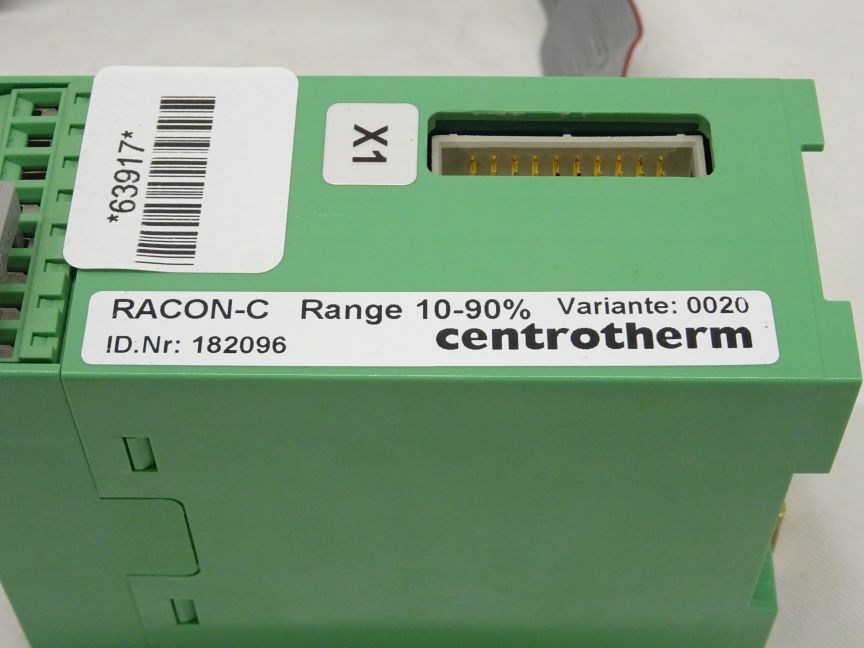 *63917*
X1
RACON-C Range 10-90% Variante: 0020
ID.Nr: 182096 centrotherm